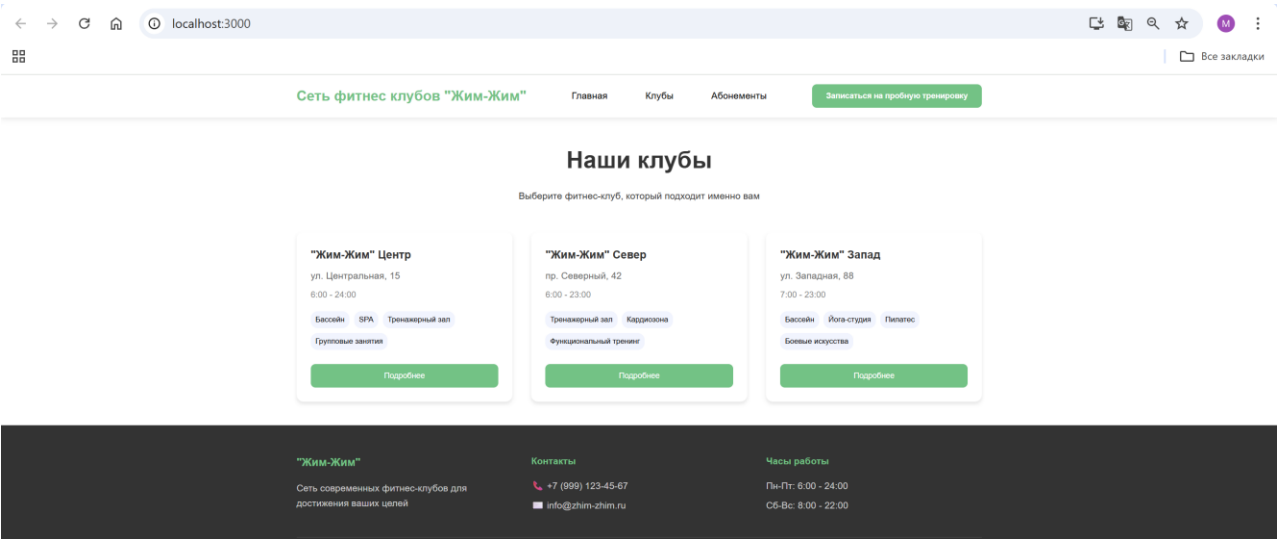 localhost:3000
M
Все закладки
Сеть фитнес клубов "Жим-Жим" Главная Клубы Абонементы Записаться на пробную тренировку
Наши клубы
Выберите фитнес-клуб, который подходит именно вам
"Жим-Жим" Центр
ул. Центральная, 15
6:00 - 24:00
Бассейн SPA Тренажерный зал
Групповые занятия
Подробнее
"Жим-Жим" Север
пр. Северный, 42
6:00 - 23:00
Тренажерный зал Кардиозона
Функциональный тренинг
Подробнее
"Жим-Жим" Запад
ул. Западная, 88
7:00 - 23:00
Бассейн Йога-студия Пилатес
Боевые искусства
Подробнее
"Жим-Жим"
Сеть современных фитнес-клубов для
достижения ваших целей
Контакты
+7 (999) 123-45-67
info@zhim-zhim.ru
Часы работы
Пн-Пт: 6:00 - 24:00
Сб-Вс: 8:00 - 22:00